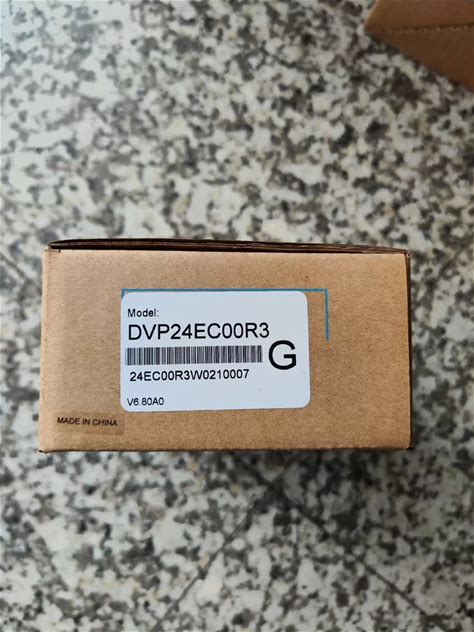 Model:
DVP24EC00R3
G
24EC00R3W0210007
V6.80A0
MADE IN CHINA